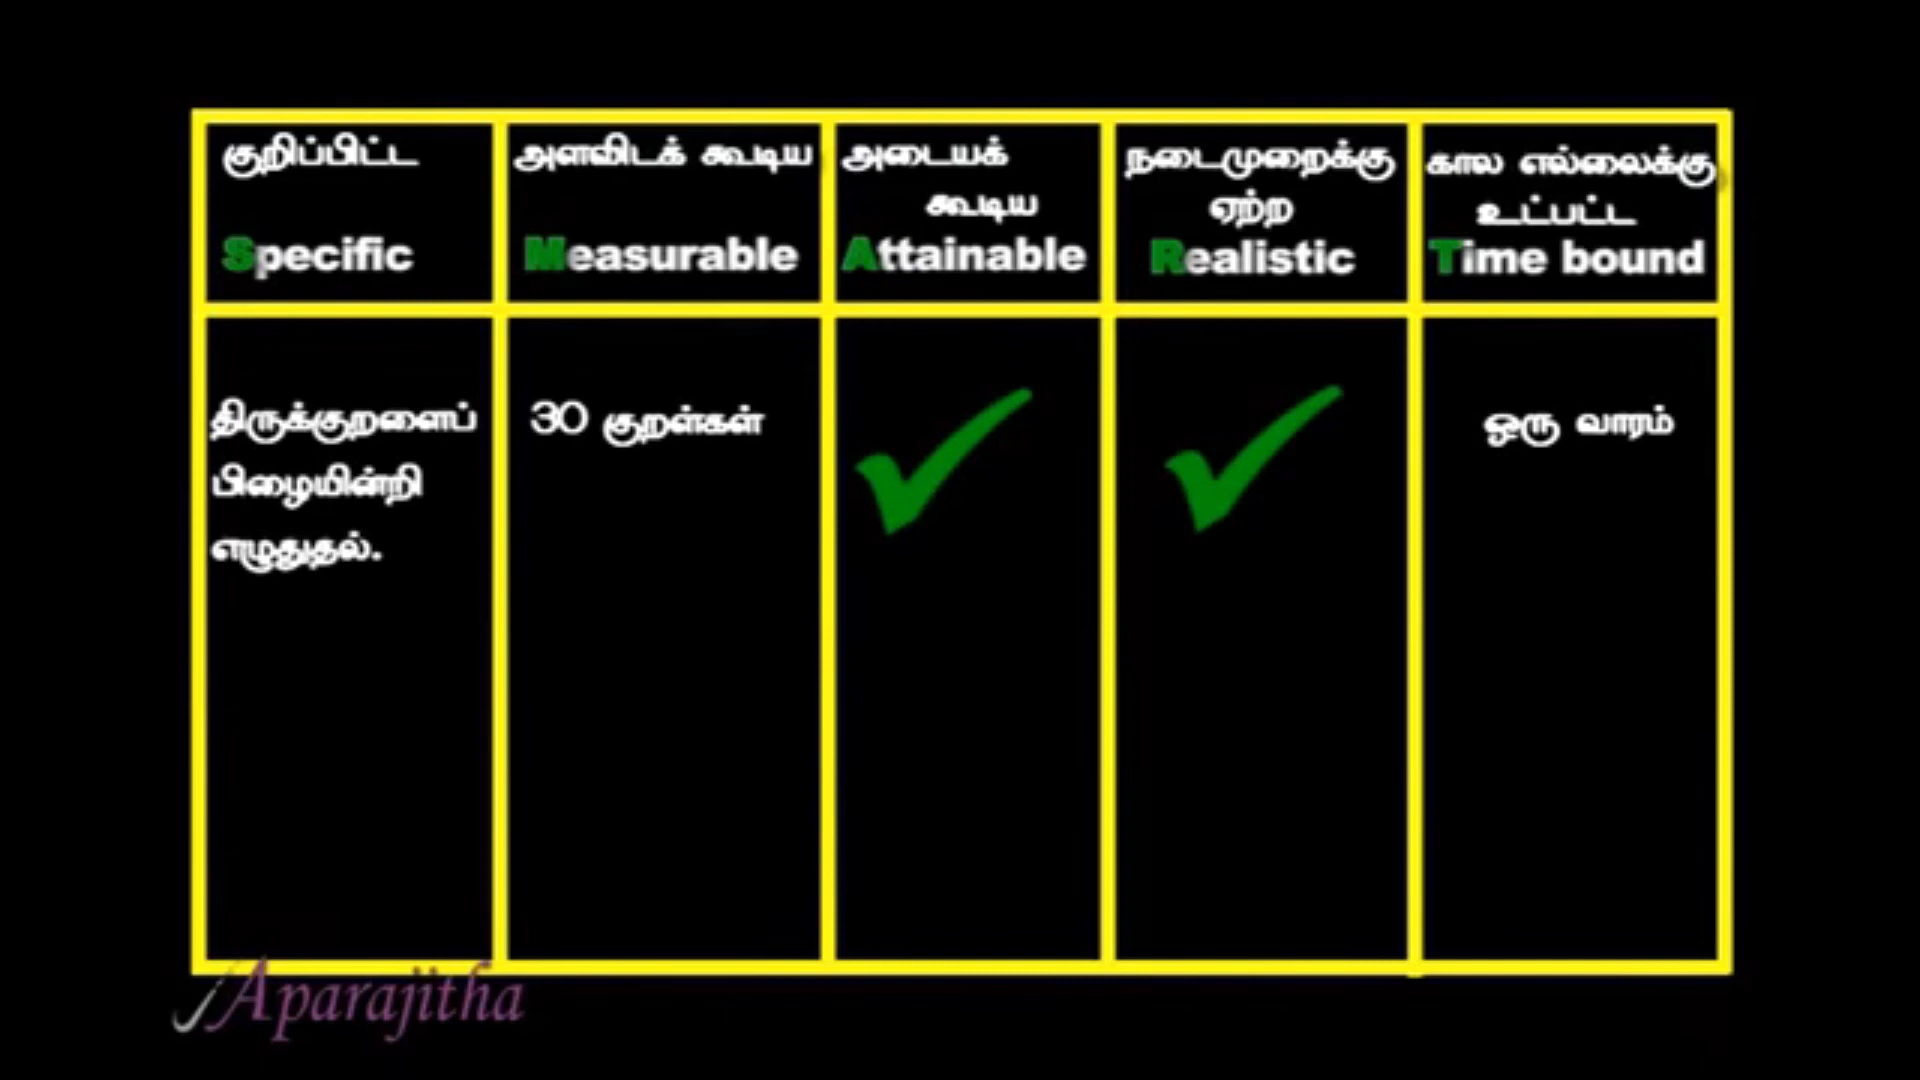 குறிப்பிட்ட
Specific
அளவிடக் கூடிய
Measurable
அடையக்
கூடிய
Attainable
நடைமுறைக்கு
ஏற்ற
Realistic
கால எல்லைக்கு
உட்பட்ட
Time bound
திருக்குறளைப்
பிழையின்றி
எழுதுதல்.
30 குறள்கள்
ஒரு வாரம்
Aparajitha